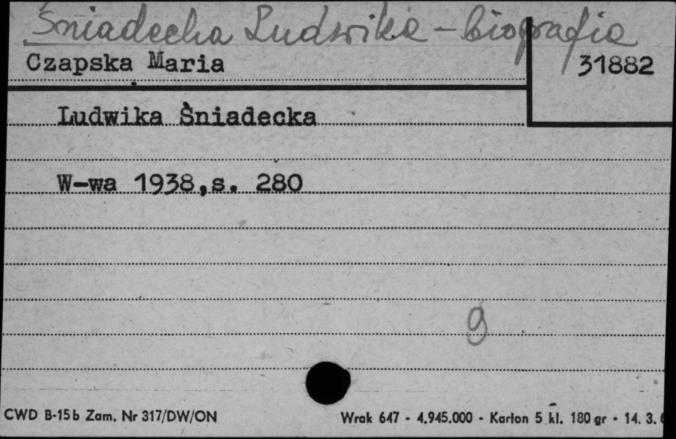 Śniadecka Ludwika – biografia
Czapska Maria
31882
Ludwika Śniadecka
W-wa 1938,s. 280
g
CWD B-15b Zam. Nr 317/DW/ON
Wrak 647 - 4.945.000 - Karton 5 kl. 180 gr - 14. 3.